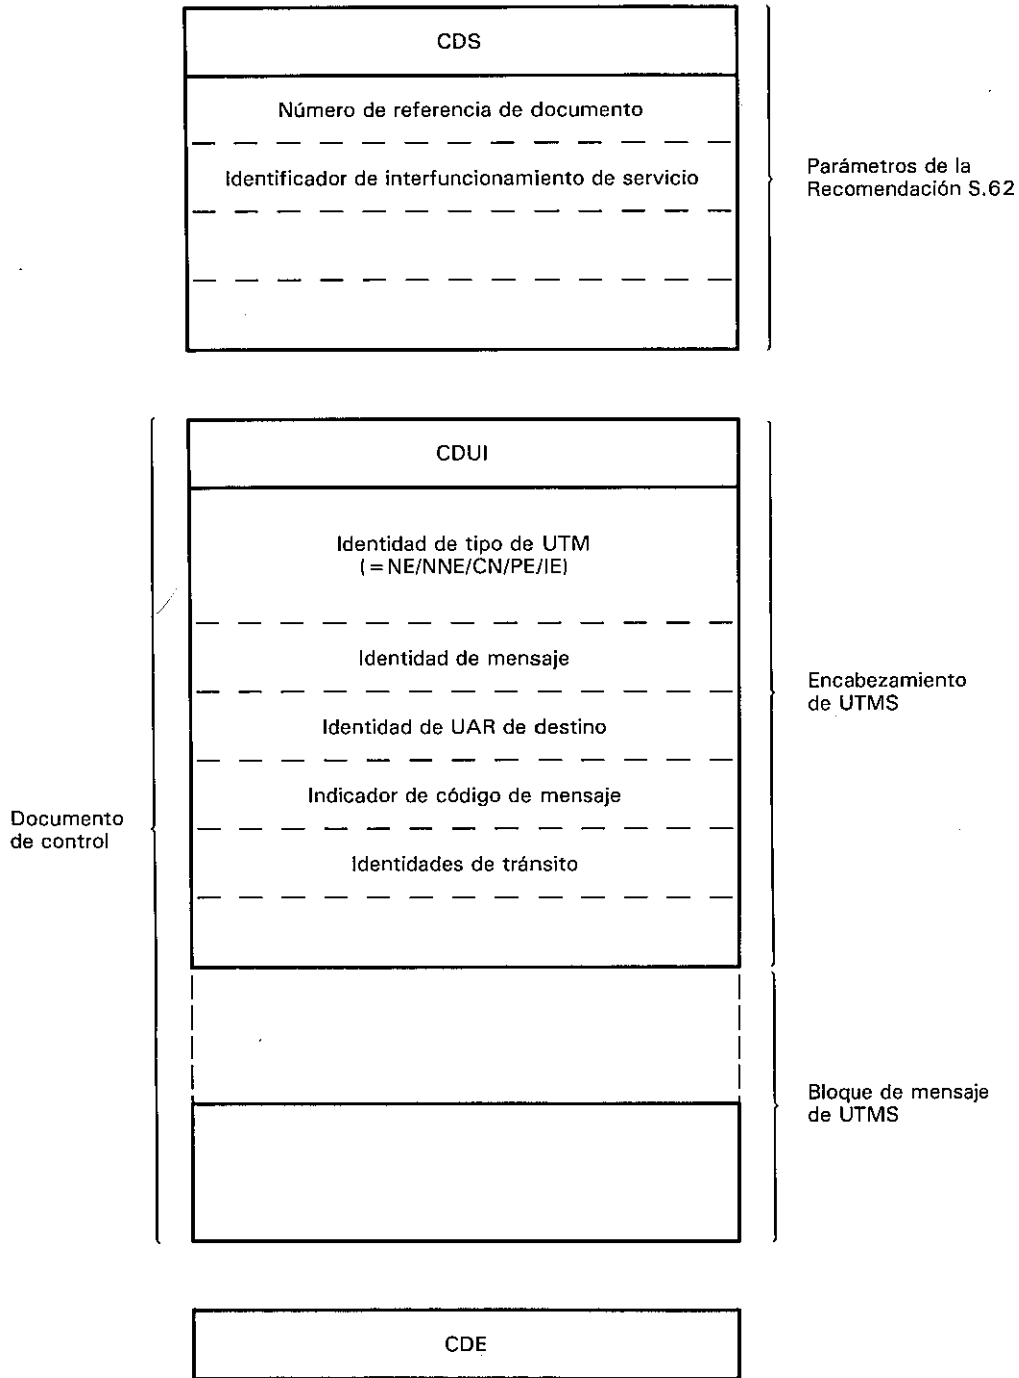 CDS
Número de referencia de documento
Identificador de interfuncionamiento de servicio
Parámetros de la
Recomendación S.62
CDUI
Identidad de tipo de UTM
(=NE/NNE/CN/PE/IE)
Identidad de mensaje
Identidad de UAR de destino
Indicador de código de mensaje
Identidades de tránsito
Encabezamiento
de UTMS
Documento
de control
Bloque de mensaje
de UTMS
CDE